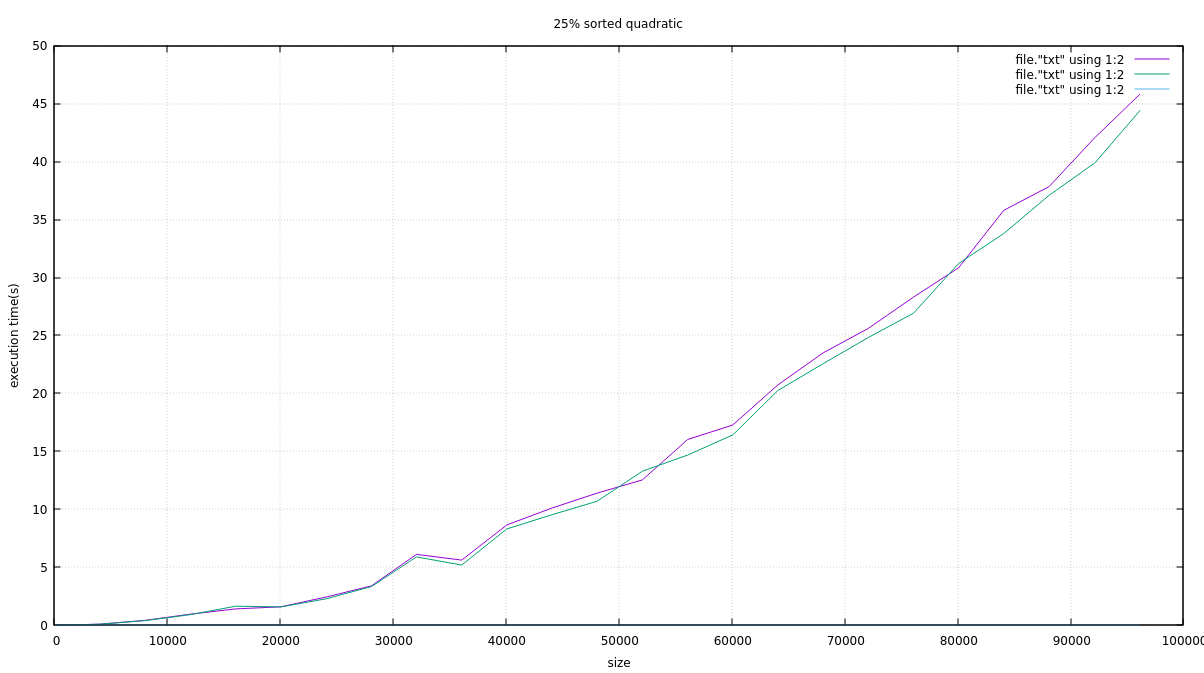 25% sorted quadratic
50
45
40
35
30
25
20
15
10
5
0
execution time(s)
file."txt" using 1:2
file."txt" using 1:2
file."txt" using 1:2
0 10000 20000 30000 40000 50000 60000 70000 80000 90000 100000
size